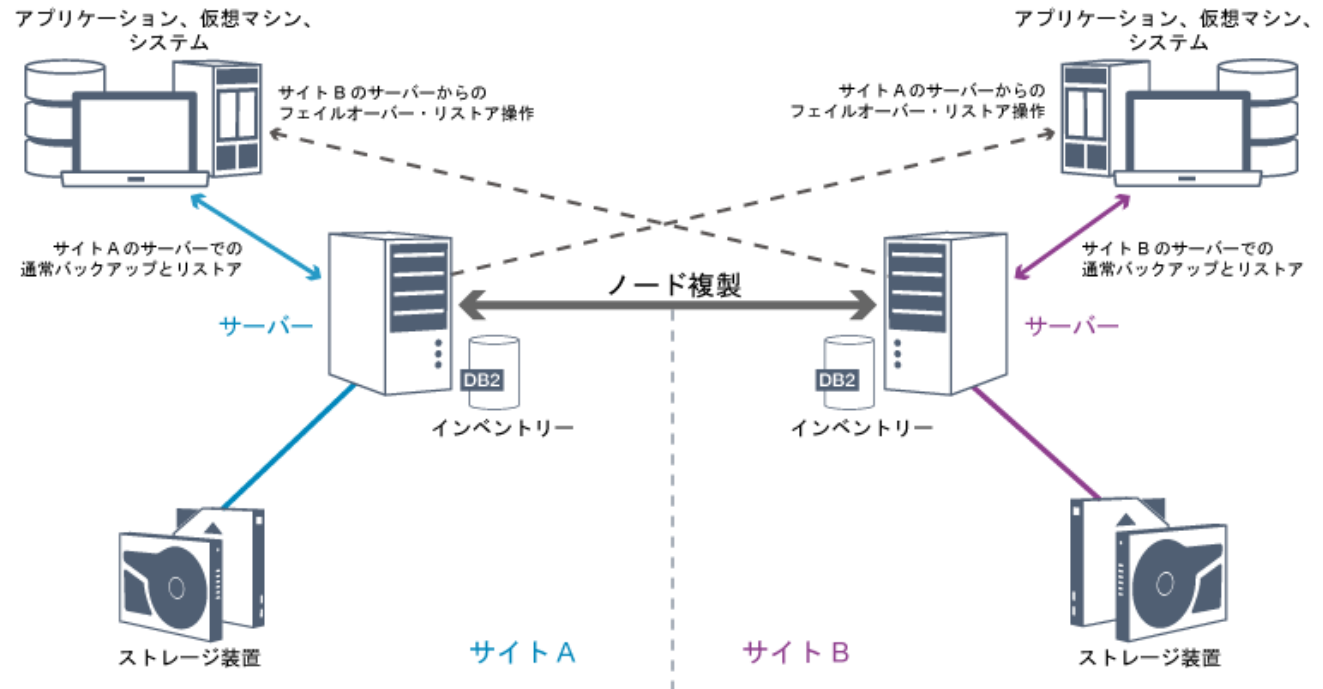 アプリケーション、仮想マシン、
システム
アプリケーション、仮想マシン、
システム
サイトBのサーバーからの
フェイルオーバー・リストア操作
サイトAのサーバーからの
フェイルオーバー・リストア操作
サイトAのサーバーでの
通常バックアップとリストア
サイトBのサーバーでの
通常バックアップとリストア
ノード複製
サーバー
サーバー
DB2
DB2
インベントリー
インベントリー
ストレージ装置
サイトA
サイトB
ストレージ装置